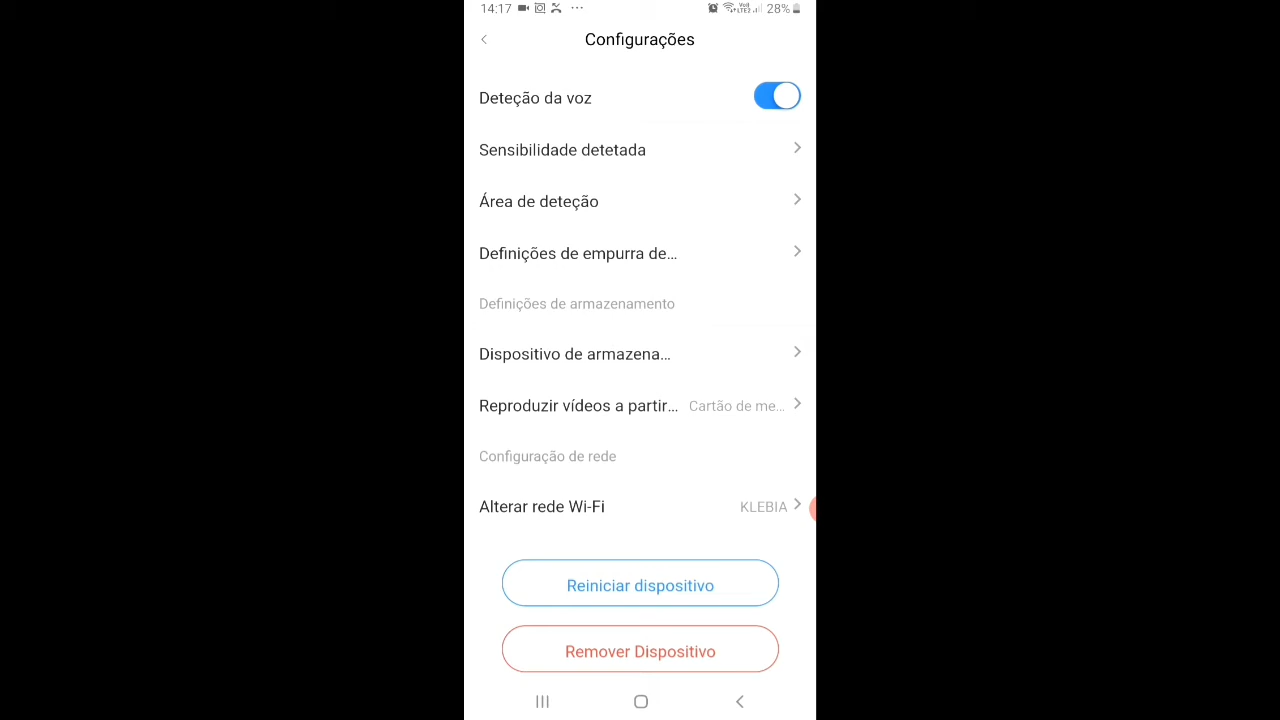 14:17 ... 28%
Configurações
Deteção da voz
Sensibilidade detetada
Área de deteção
Definições de empurra de...
Definições de armazenamento
Dispositivo de armazena...
Reproduzir vídeos a partir... Cartão de me...
Configuração de rede
Alterar rede Wi-Fi KLEBIA
Reiniciar dispositivo
Remover Dispositivo